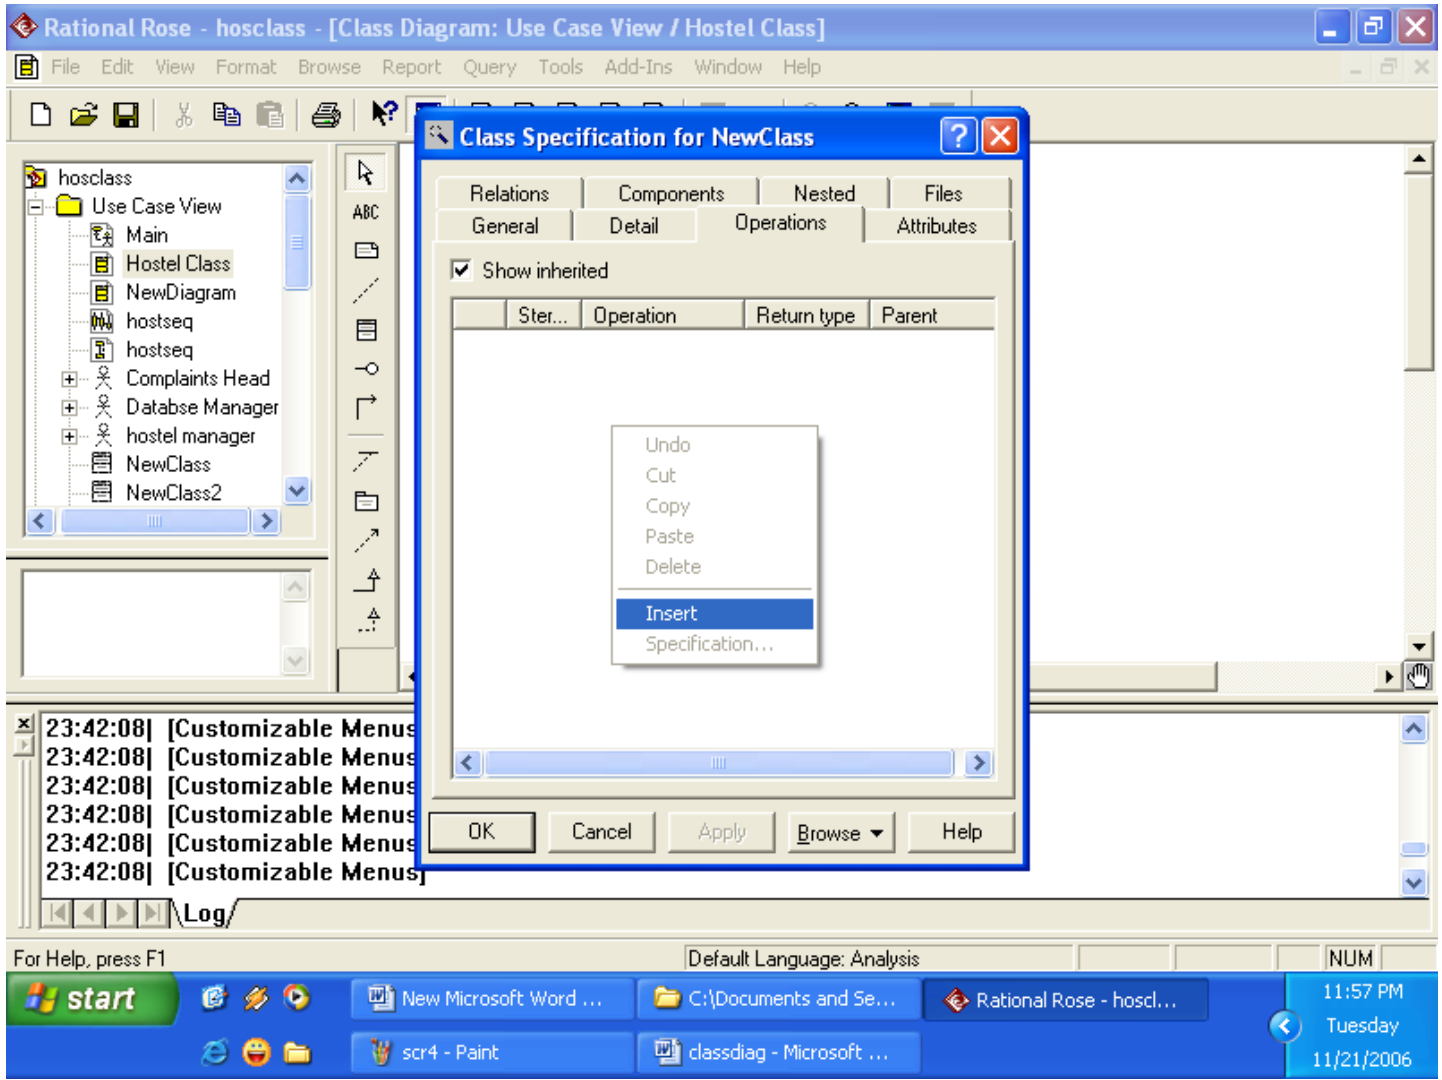 Rational Rose - hosclass - [Class Diagram: Use Case View / Hostel Class]
File Edit View Format Browse Report Query Tools Add-Ins Window Help
hosclass
Use Case View
Main
Hostel Class
NewDiagram
hostseq
hostseq
Complaints Head
Databse Manager
hostel manager
NewClass
NewClass2
ABC
Class Specification for NewClass
Relations Components Nested Files
General Detail Operations Attributes
Show inherited
Ster... Operation Return type Parent
Undo
Cut
Copy
Paste
Delete
Insert
Specification...
OK Cancel Apply Browse Help
23:42:08| [Customizable Menus
23:42:08| [Customizable Menus
23:42:08| [Customizable Menus
23:42:08| [Customizable Menus
23:42:08| [Customizable Menus
23:42:08| [Customizable Menus]
Log
For Help, press F1 Default Language: Analysis NUM
start New Microsoft Word ... C:\Documents and Se... Rational Rose - hoscl... 11:57 PM
Tuesday
scr4 - Paint classdiag - Microsoft ... 11/21/2006